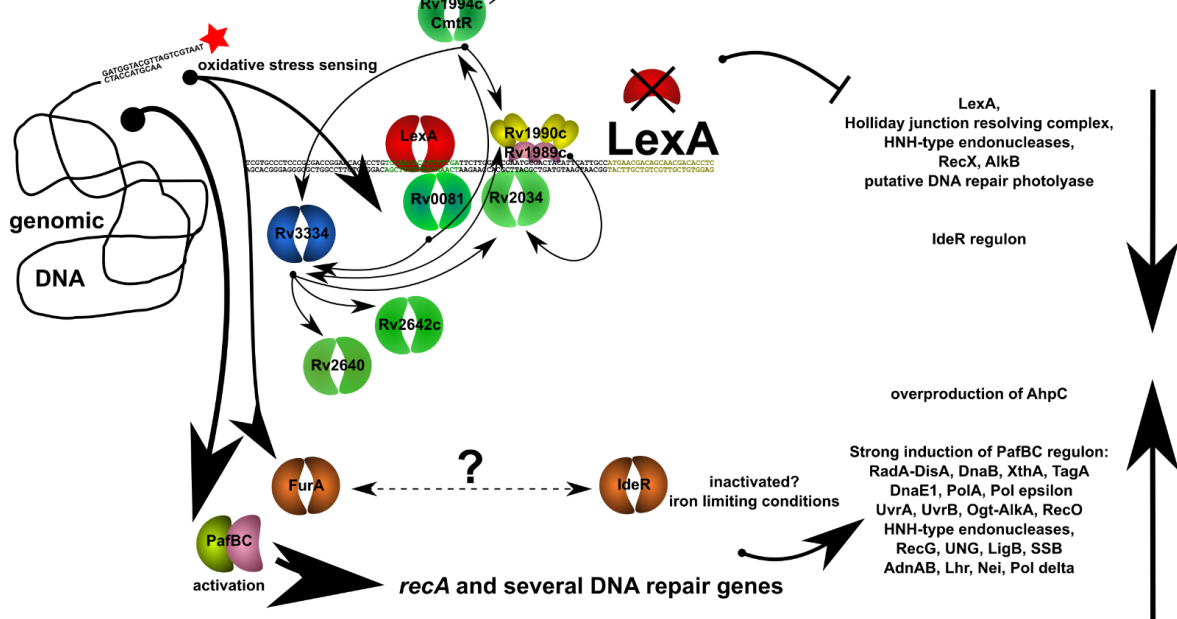 Rv1994c
CmtR
GATGGTACGTTAGTCGTAAT
CTACCATGCAA
oxidative stress sensing
LexA
Rv1990c
Rv1989c
LexA
Rv0081
Rv2034
Rv3334
Rv2642c
Rv2640
genomic
DNA
LexA,
Holliday junction resolving complex,
HNH-type endonucleases,
RecX, AlkB
putative DNA repair photolyase
IdeR regulon
overproduction of AhpC
?
FurA
IdeR
inactivated?
iron limiting conditions
Strong induction of PafBC regulon:
RadA-DisA, DnaB, XthA, TagA
DnaE1, PolA, Pol epsilon
UvrA, UvrB, Ogt-AlkA, RecO
HNH-type endonucleases,
RecG, UNG, LigB, SSB
AdnAB, Lhr, Nei, Pol delta
PafBC
activation
recA and several DNA repair genes